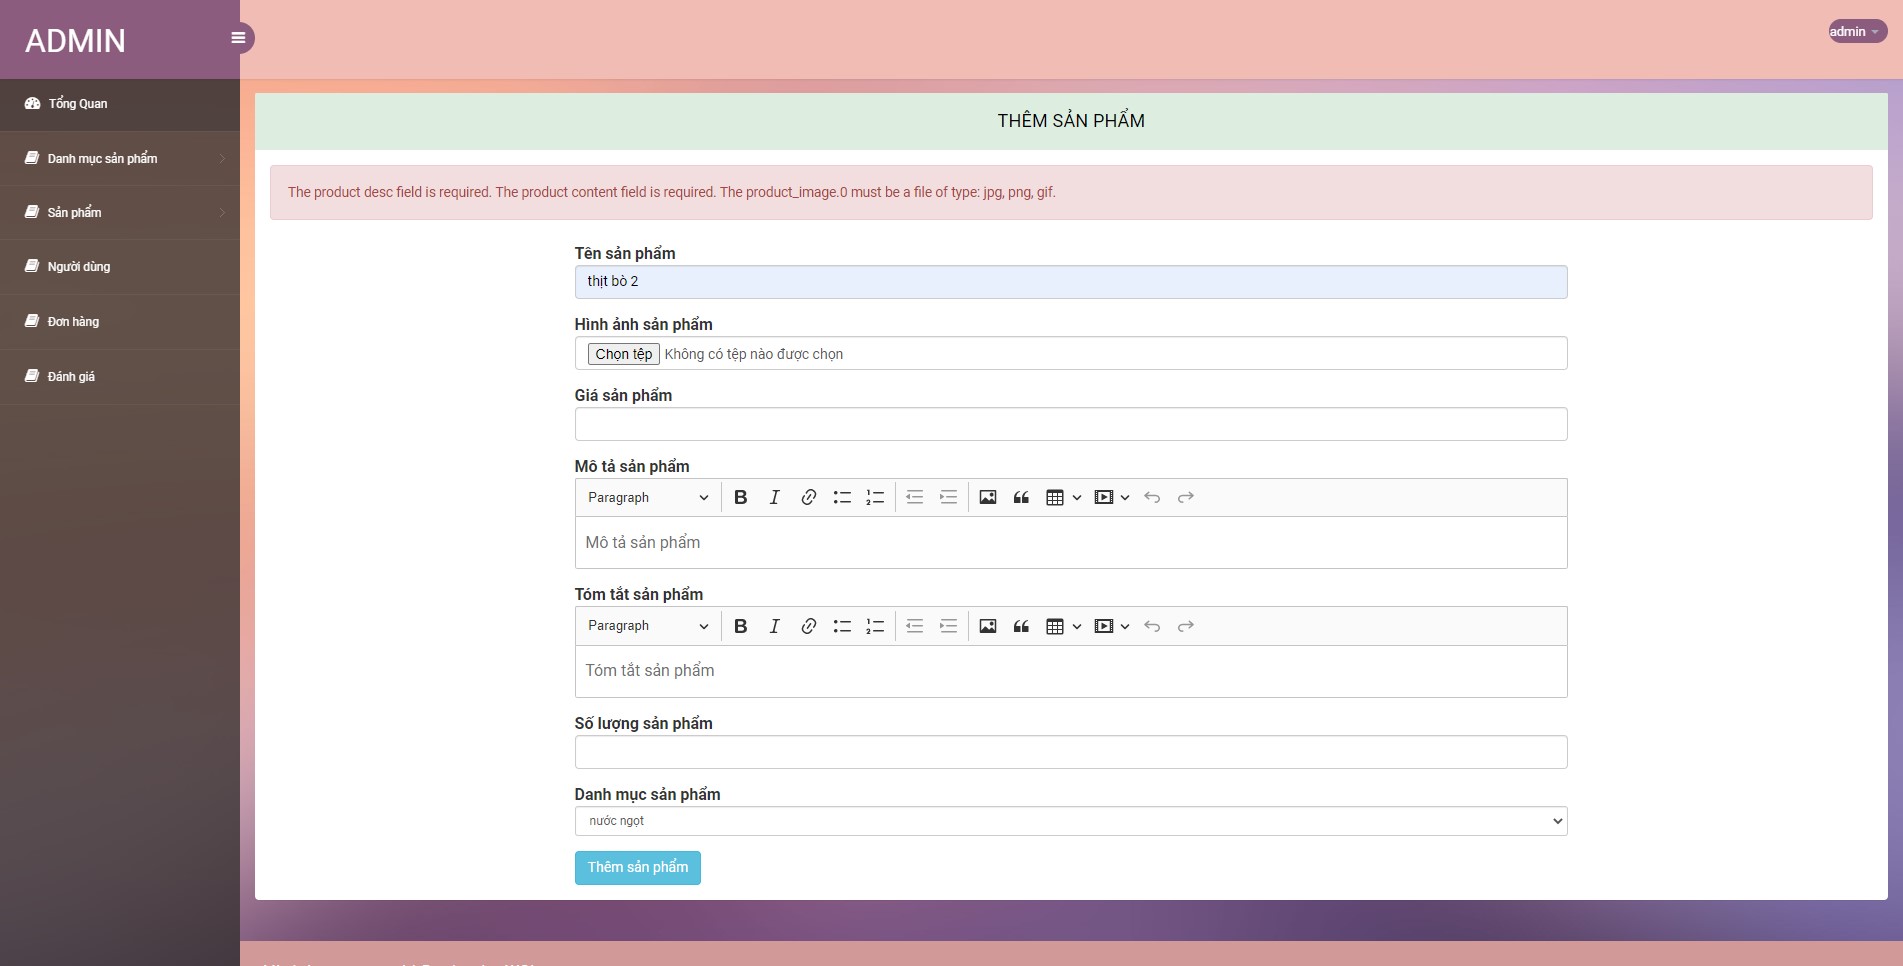 ADMIN
admin
Tổng Quan
Danh mục sản phẩm
Sản phẩm
Người dùng
Đơn hàng
Đánh giá
THÊM SẢN PHẨM
The product desc field is required. The product content field is required. The product_image.0 must be a file of type: jpg, png, gif.
Tên sản phẩm
thịt bò 2
Hình ảnh sản phẩm
Chọn tệp Không có tệp nào được chọn
Giá sản phẩm
Mô tả sản phẩm
Paragraph
Mô tả sản phẩm
Tóm tắt sản phẩm
Paragraph
Tóm tắt sản phẩm
Số lượng sản phẩm
Danh mục sản phẩm
nước ngọt
Thêm sản phẩm